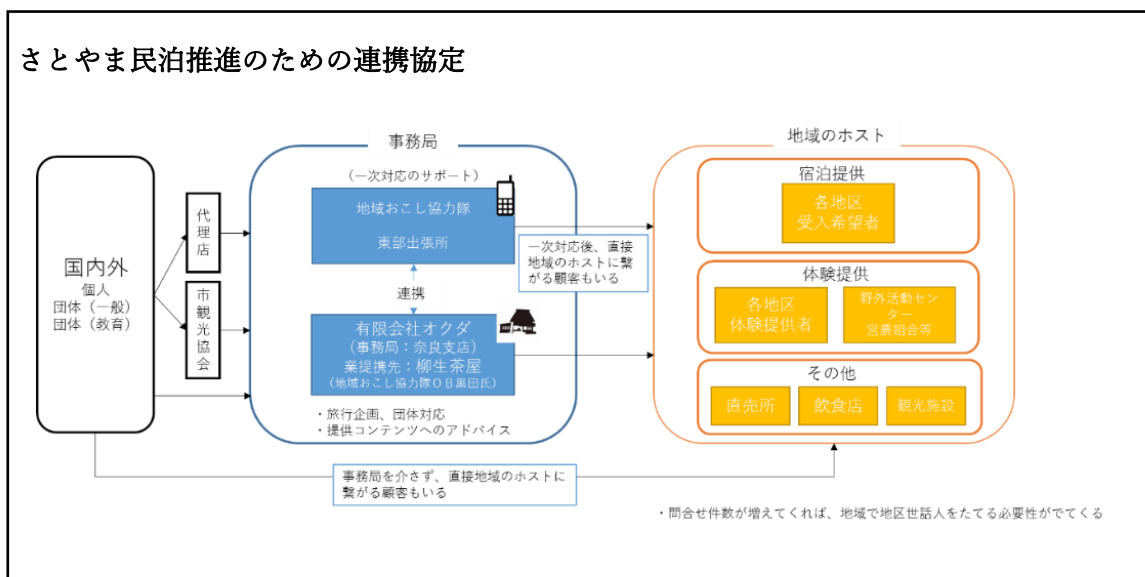 さとやま民泊推進のための連携協定
国内外
個人
団体（一般）
団体（教育）
代理店
市観光協会
事務局
（一次対応のサポート）
地域おこし協力隊
東部出張所
連携
有限会社オクダ
（事務局：奈良支店）
業提携先：柳生茶屋
（地域おこし協力隊ＯＢ黒田氏）
・旅行企画、団体対応
・提供コンテンツへのアドバイス
一次対応後、直接
地域のホストに繋
がる顧客もいる
地域のホスト
宿泊提供
各地区
受入希望者
体験提供
各地区
体験提供者
野外活動セン
ター
営農組合等
その他
直売所
飲食店
観光施設
事務局を介さず、直接地域のホストに
繋がる顧客もいる
・問合せ件数が増えてくれば、地域で地区世話人をたてる必要性がでてくる